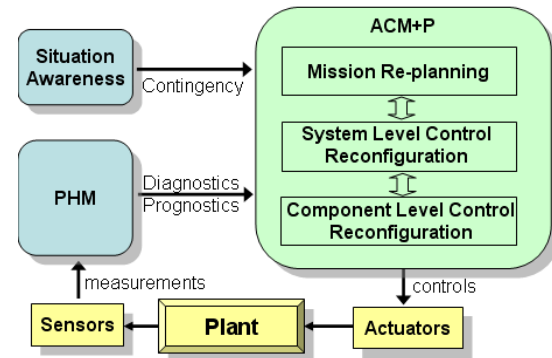 ACM+P
Situation
Awareness
Contingency
Mission Re-planning
System Level Control
Reconfiguration
PHM
Diagnostics
Prognostics
Component Level Control
Reconfiguration
measurements
controls
Sensors
Plant
Actuators